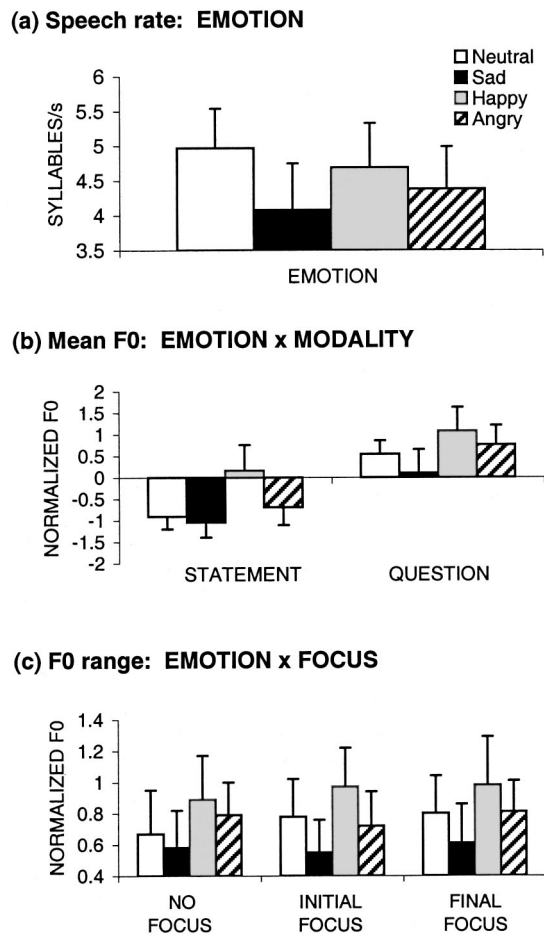 (a) Speech rate: EMOTION
Neutral
Sad
Happy
Angry
SYLLABLES/s
6
5.5
5
4.5
4
3.5
EMOTION
(b) Mean F0: EMOTION x MODALITY
NORMALIZED F0
2
1.5
1
0.5
0
-0.5
-1
-1.5
-2
STATEMENT QUESTION
(c) F0 range: EMOTION x FOCUS
NORMALIZED F0
1.4
1.2
1
0.8
0.6
0.4
NO INITIAL FINAL
FOCUS FOCUS FOCUS